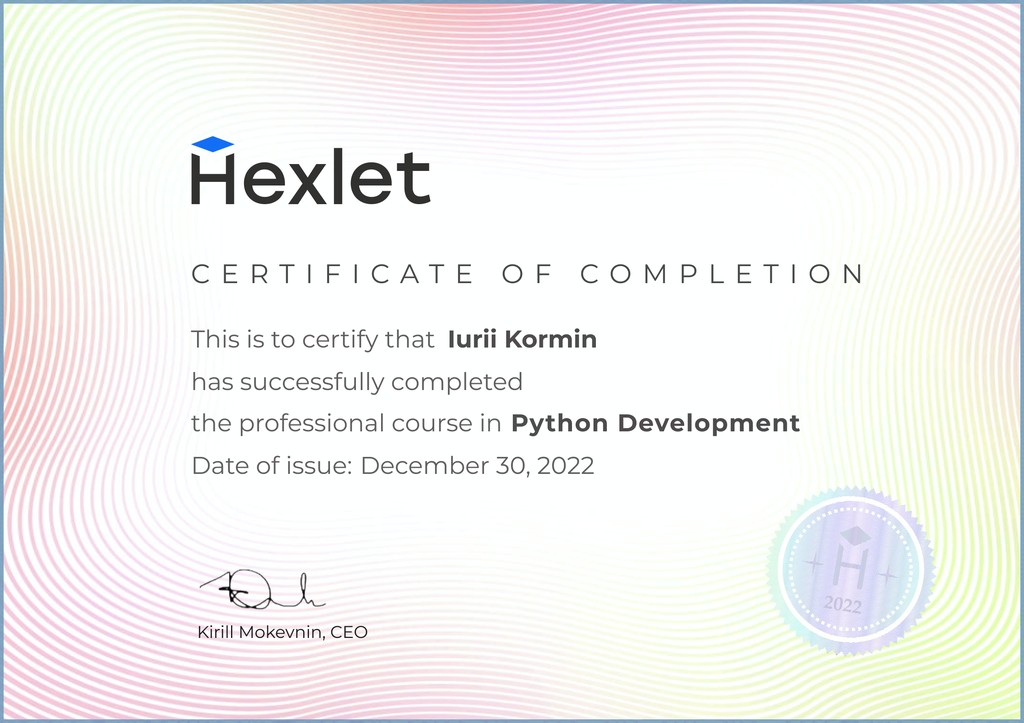 Hexlet
CERTIFICATE OF COMPLETION
This is to certify that Iurii Kormin
has successfully completed
the professional course in Python Development
Date of issue: December 30, 2022
Kirill Mokevnin, CEO
H
2022